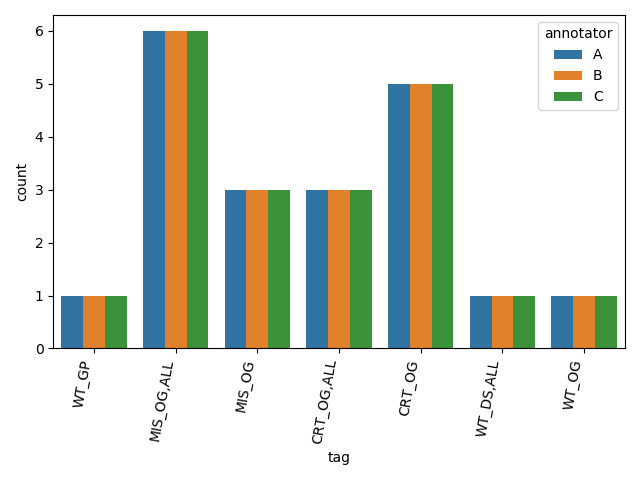 annotator
A
B
C
count
6
5
4
3
2
1
0
WT_GP
MIS_OG,ALL
MIS_OG
CRT_OG,ALL
CRT_OG
WT_DS,ALL
WT_OG
tag